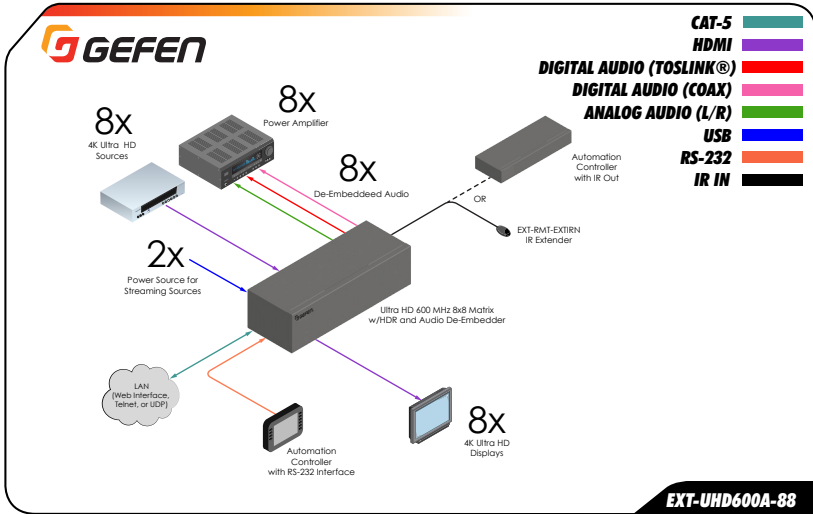 GEFEN
CAT-5
HDMI
DIGITAL AUDIO (TOSLINK®)
DIGITAL AUDIO (COAX)
ANALOG AUDIO (L/R)
USB
RS-232
IR IN
8x
4K Ultra HD
Sources
8x
Power Amplifier
8x
De-Embeddeed Audio
Automation
Controller
with IR Out
OR
EXT-RMT-EXTIRN
IR Extender
2x
Power Source for
Streaming Sources
Gefen
Ultra HD 600 MHz 8x8 Matrix
w/HDR and Audio De-Embedder
LAN
(Web Interface,
Telnet, or UDP)
Automation
Controller
with RS-232 Interface
8x
4K Ultra HD
Displays
EXT-UHD600A-88